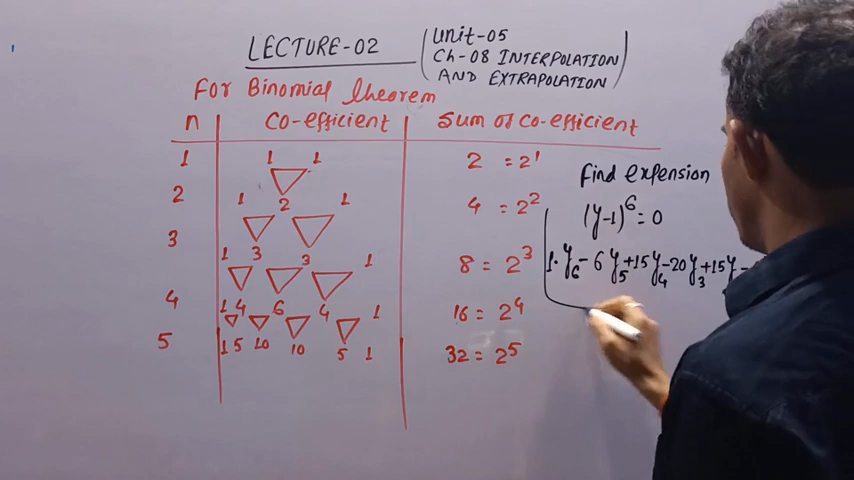 LECTURE-02
Unit-05
Ch-08 INTERPOLATION
AND EXTRAPOLATION
For Binomial theorem
n Co-efficient Sum of co-efficient
1 1 1 2 = 2¹
2 1 2 1 4 = 2²
3 1 3 3 1 8 = 2³
4 1 4 6 4 1 16 = 2⁴
5 1 5 10 10 5 1 32 = 2⁵
Find expension
(y-1)⁶ = 0
1. y₆ - 6 y₅ + 15 y₄ - 20 y₃ + 15 y -